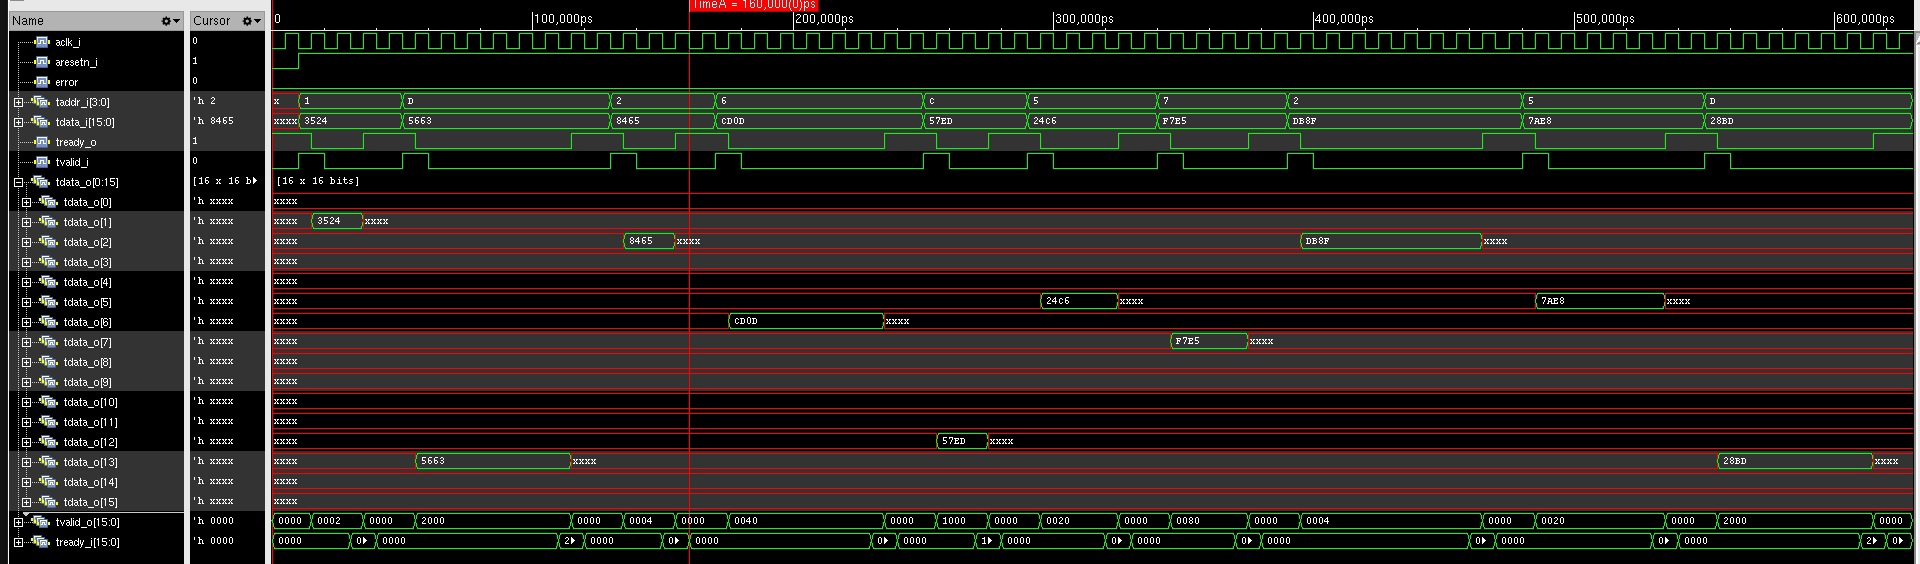 TimeA = 160,000(0)ps
Name Cursor 0 100,000ps 200,000ps 300,000ps 400,000ps 500,000ps 600,000ps
aclk_i 0
aresetn_i 1
error 0
taddr_i[3:0] 'h 2 x 1 D 2 6 C 5 7 2 5 D
tdata_i[15:0] 'h 8465 xxxx 3524 5663 8465 CD0D 57ED 24C6 F7E5 DB8F 7AE8 28BD
tready_o 1
tvalid_i 0
tdata_o[0:15] [16 x 16 b [16 x 16 bits]
tdata_o[0] 'h xxxx xxxx
tdata_o[1] 'h xxxx xxxx 3524 xxxx
tdata_o[2] 'h xxxx xxxx 8465 xxxx DB8F xxxx
tdata_o[3] 'h xxxx xxxx
tdata_o[4] 'h xxxx xxxx
tdata_o[5] 'h xxxx xxxx 24C6 xxxx 7AE8 xxxx
tdata_o[6] 'h xxxx xxxx CD0D xxxx
tdata_o[7] 'h xxxx xxxx F7E5 xxxx
tdata_o[8] 'h xxxx xxxx
tdata_o[9] 'h xxxx xxxx
tdata_o[10] 'h xxxx xxxx
tdata_o[11] 'h xxxx xxxx
tdata_o[12] 'h xxxx xxxx 57ED xxxx
tdata_o[13] 'h xxxx xxxx 5663 xxxx 28BD xxxx
tdata_o[14] 'h xxxx xxxx
tdata_o[15] 'h xxxx xxxx
tvalid_o[15:0] 'h 0000 0000 0002 0000 2000 0000 0004 0000 0040 0000 1000 0000 0020 0000 0080 0000 0004 0000 0020 0000 2000 0000
tready_i[15:0] 'h 0000 0000 0 0000 2 0000 0 0000 0 0000 1 0000 0 0000 0 0000 0 0000 0 0000 2 0